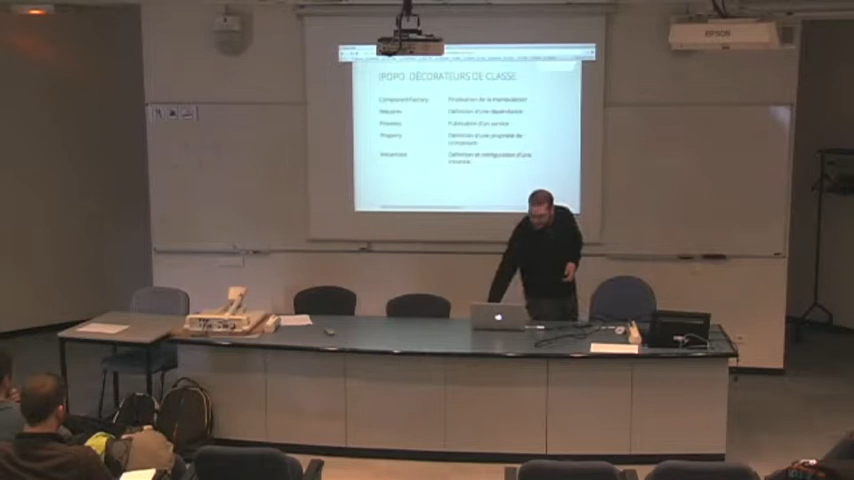 IPOPO: DÉCORATEURS DE CLASSE
ComponentFactory Finalisation de la manipulation
Requires Définition d'une dépendance
Provides Publication d'un service
Property Définition d'une propriété de
composant
Instantiate Définition et configuration d'une
instance
EPSON